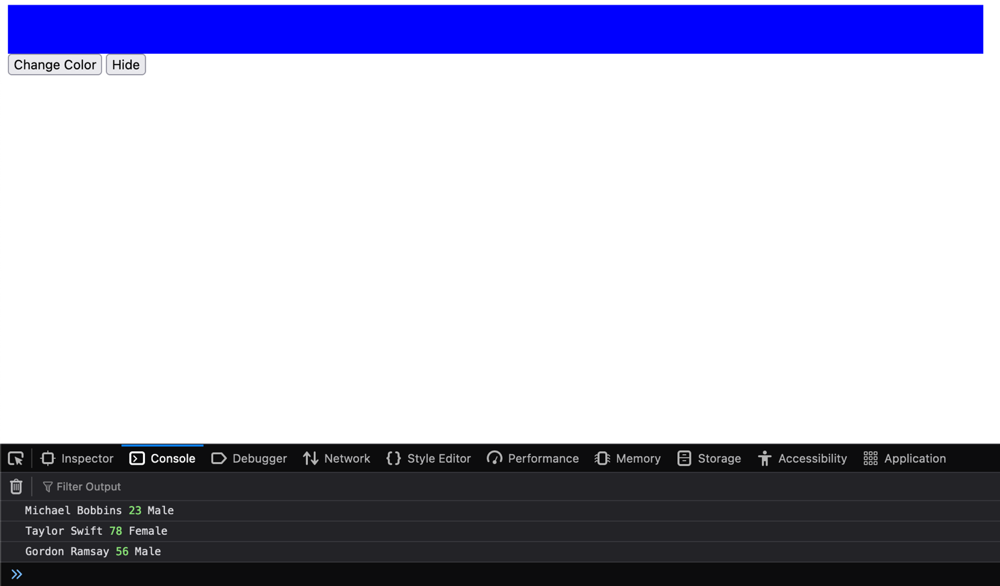 Change Color Hide
Inspector Console Debugger Network Style Editor Performance Memory Storage Accessibility Application
Filter Output
Michael Bobbins 23 Male
Taylor Swift 78 Female
Gordon Ramsay 56 Male